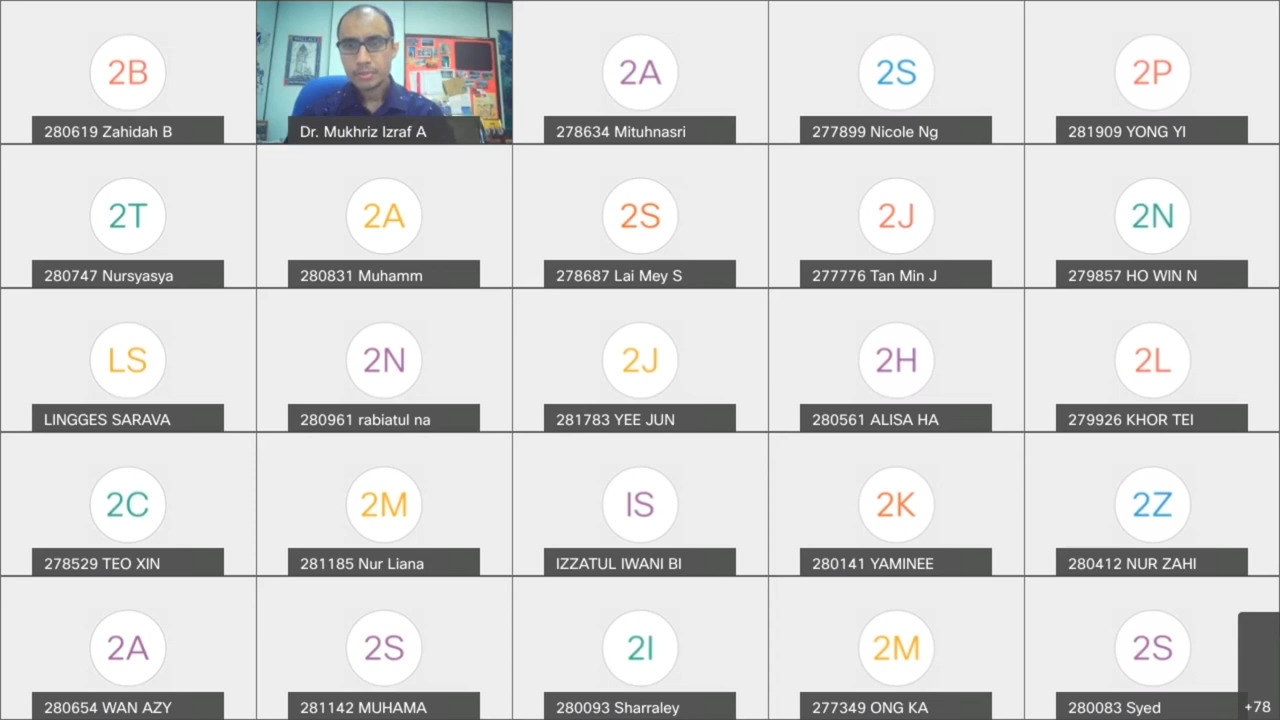 2B
280619 Zahidah B
Dr. Mukhriz Izraf A
2A
278634 Mituhnasri
2S
277899 Nicole Ng
2P
281909 YONG YI
2T
280747 Nursyasya
2A
280831 Muhamm
2S
278687 Lai Mey S
2J
277776 Tan Min J
2N
279857 HO WIN N
LS
LINGGES SARAVA
2N
280961 rabiatul na
2J
281783 YEE JUN
2H
280561 ALISA HA
2L
279926 KHOR TEI
2C
278529 TEO XIN
2M
281185 Nur Liana
IS
IZZATUL IWANI BI
2K
280141 YAMINEE
2Z
280412 NUR ZAHI
2A
280654 WAN AZY
2S
281142 MUHAMA
2I
280093 Sharraley
2M
277349 ONG KA
2S
280083 Syed
+78